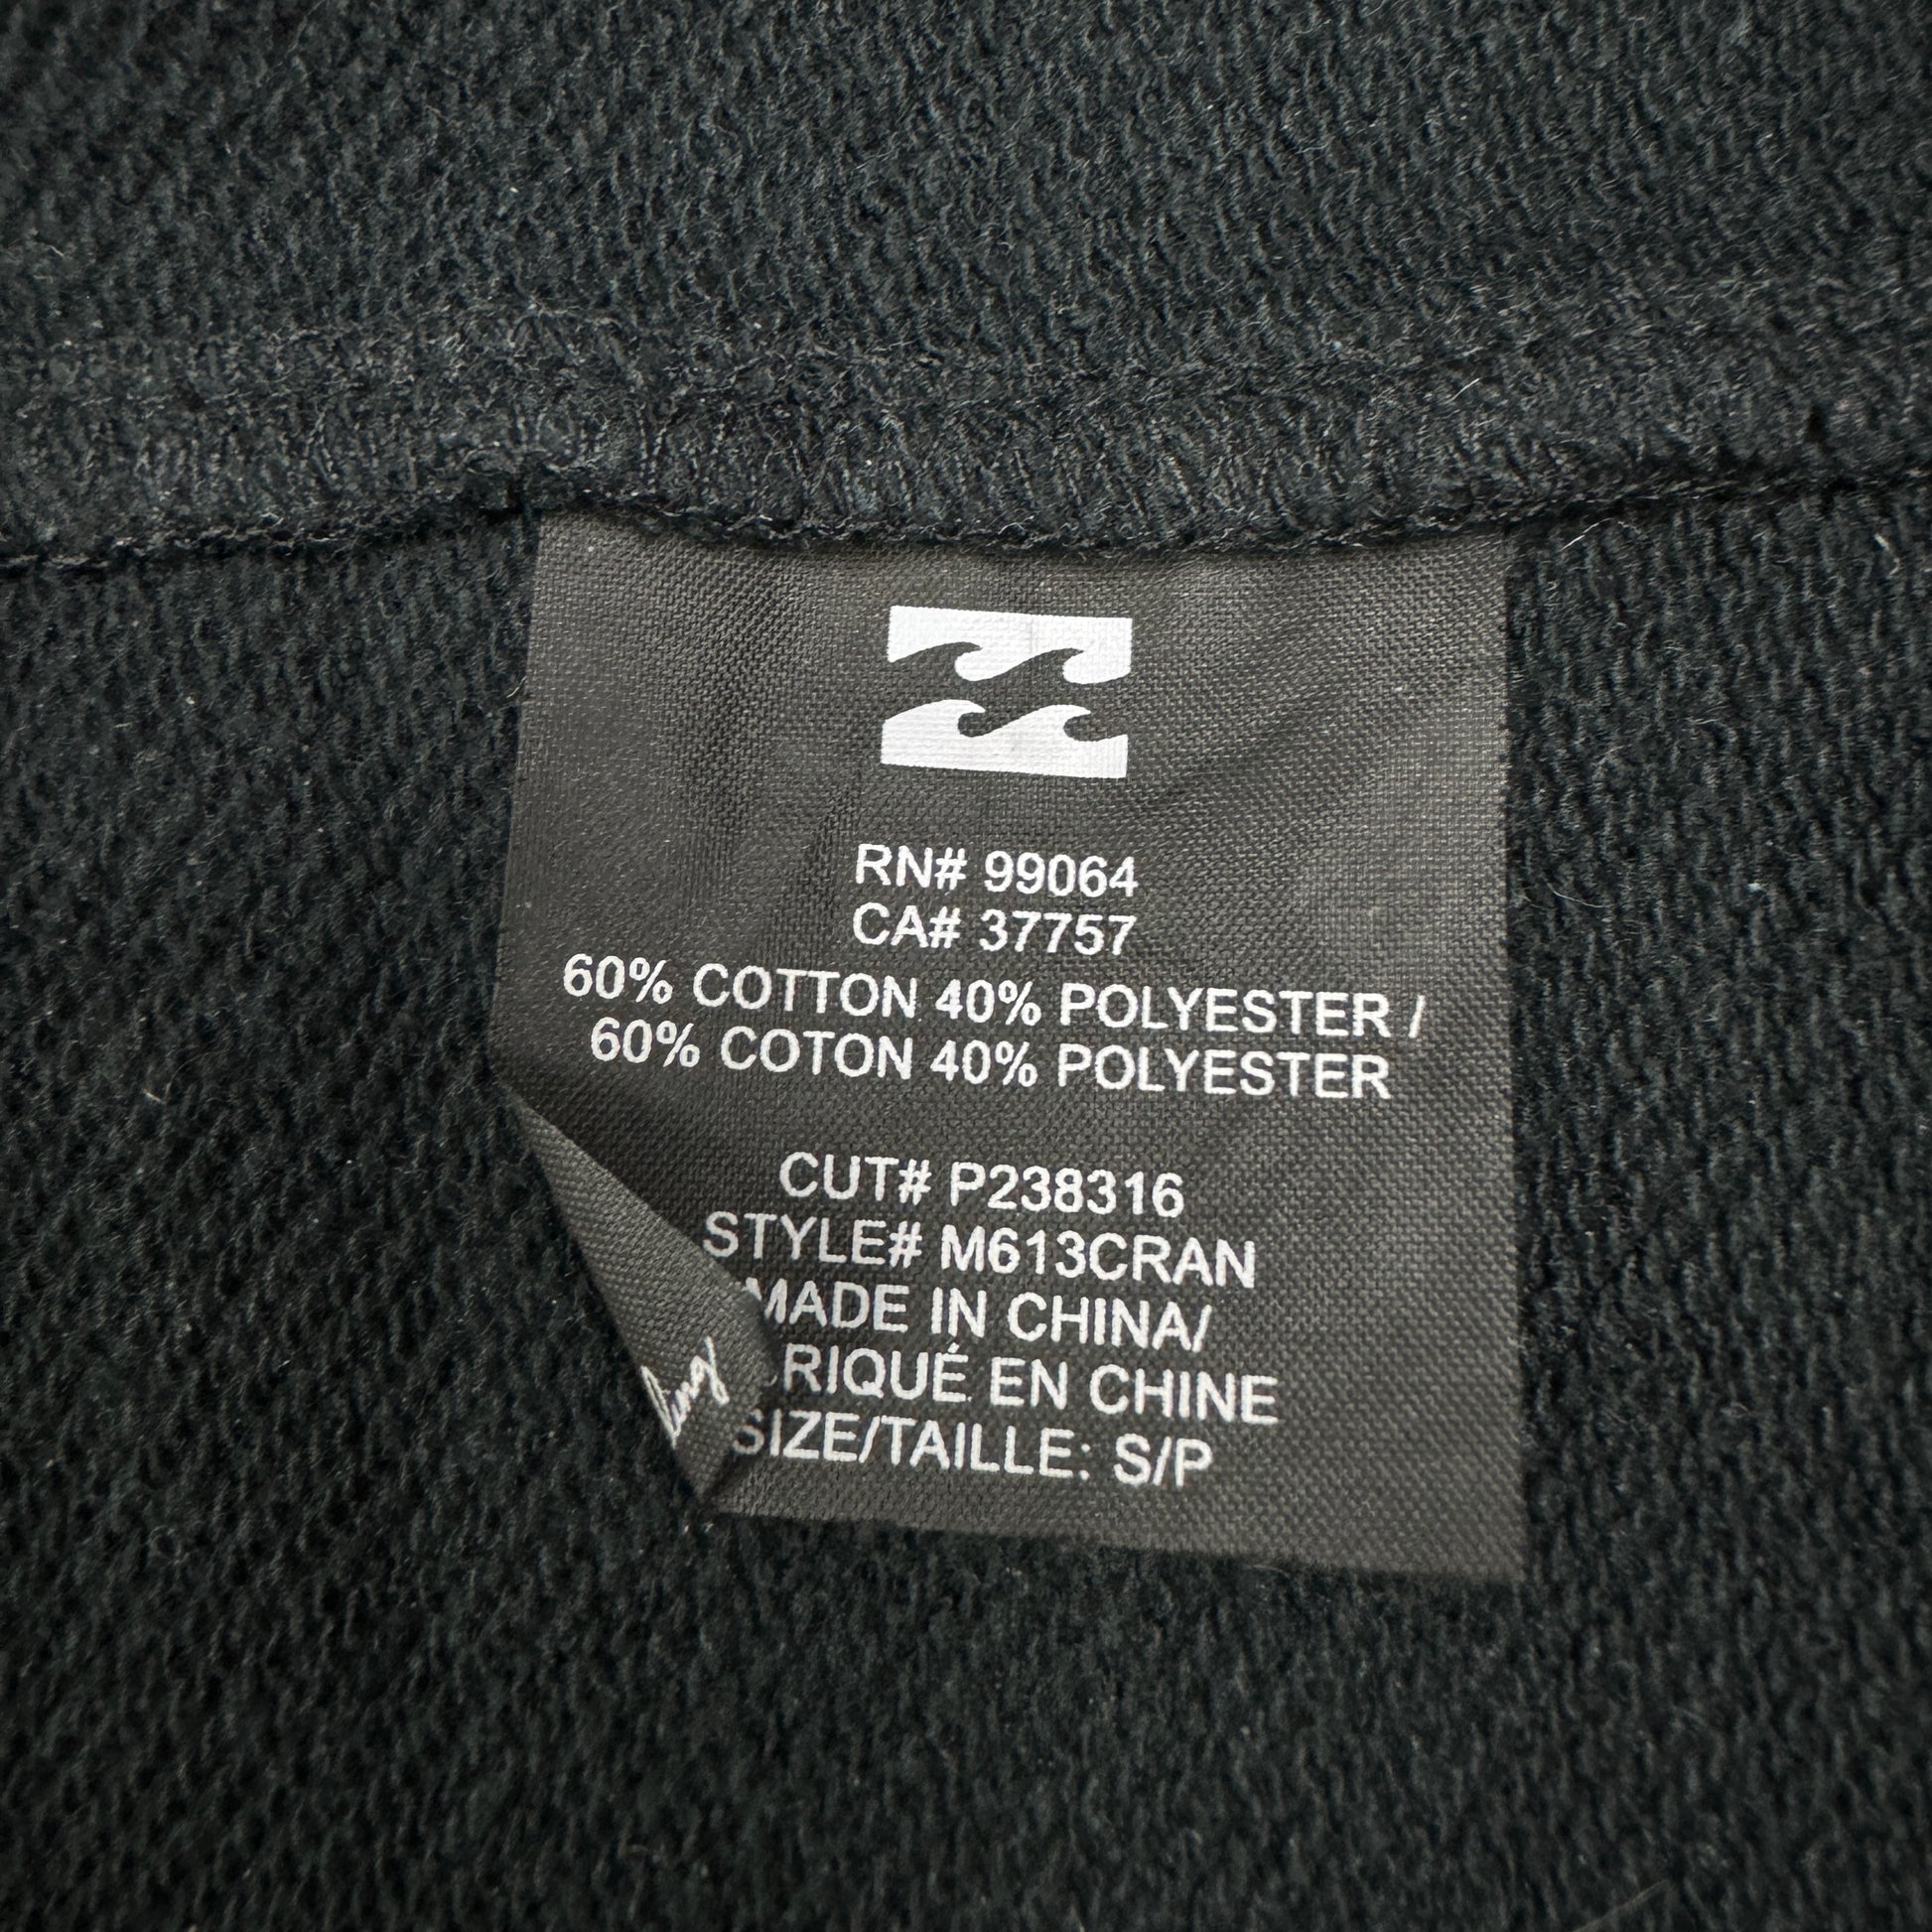 RN# 99064
CA# 37757
60% COTTON 40% POLYESTER /
60% COTON 40% POLYESTER
CUT# P238316
STYLE# M613CRAN
MADE IN CHINA/
EN CHINE
SIZE/TAILLE: S/P